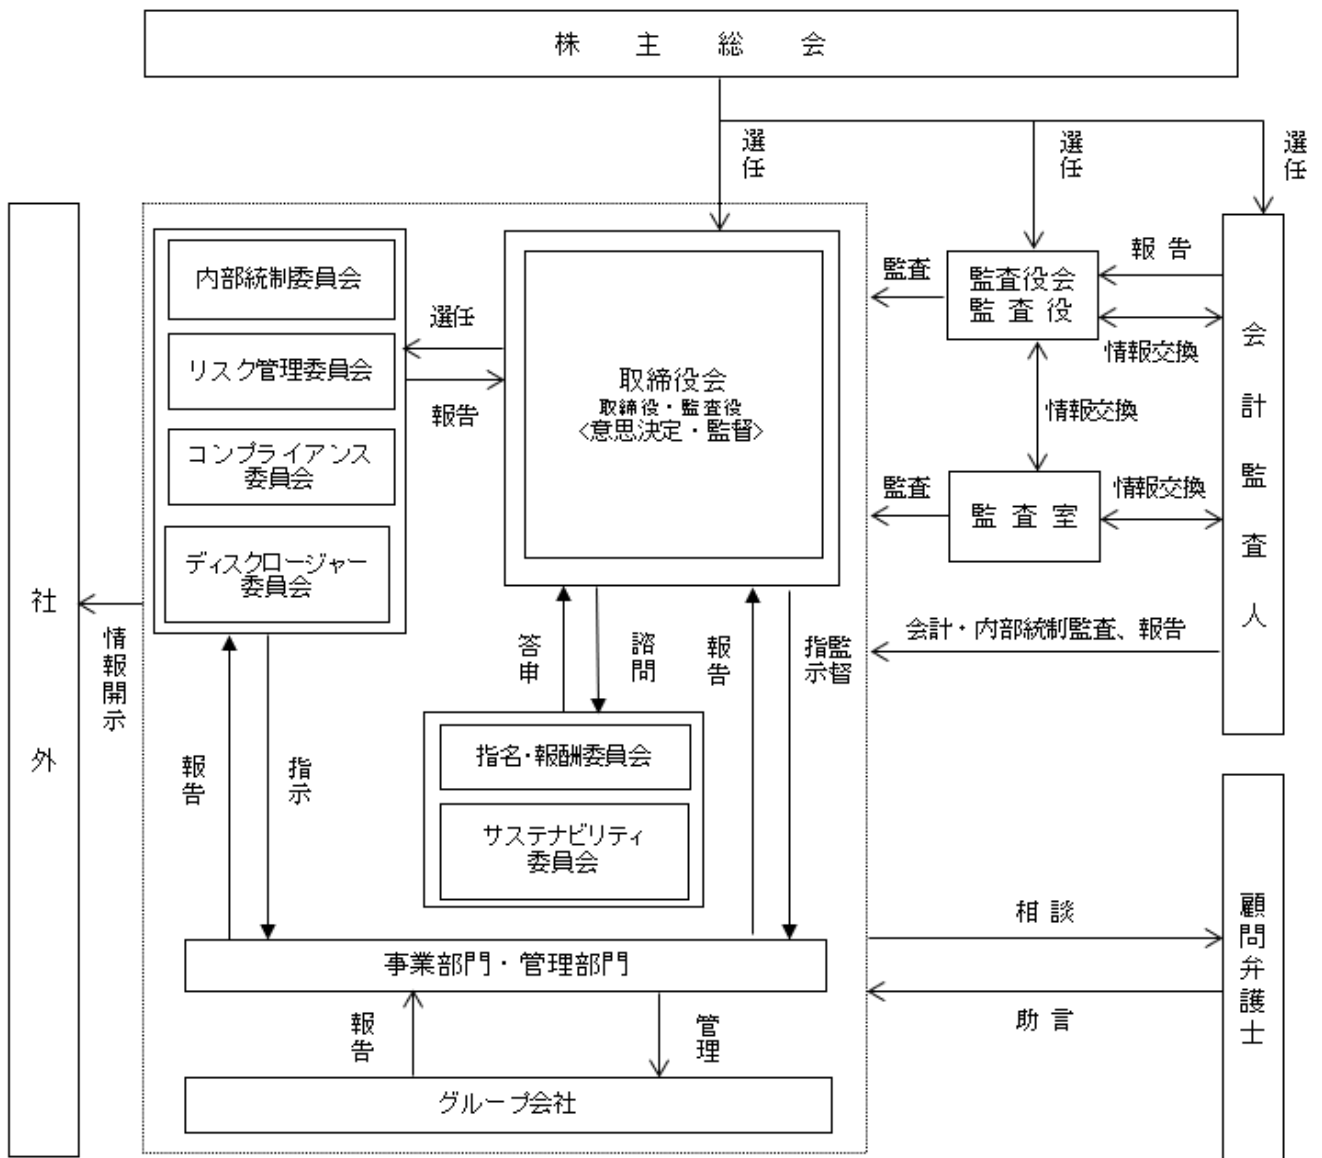 株主総会
選任
選任
選任
社外
情報開示
内部統制委員会
リスク管理委員会
コンプライアンス
委員会
ディスクロージャー
委員会
選任
報告
取締役会
取締役・監査役
<意思決定・監督>
監査
監査役会
監査役
報告
情報交換
情報交換
監査
監査室
情報交換
会計監査人
会計・内部統制監査、報告
答申
諮問
報告
指示
監督
指名・報酬委員会
サステナビリティ
委員会
報告
指示
事業部門・管理部門
報告
管理
グループ会社
相談
助言
顧問弁護士